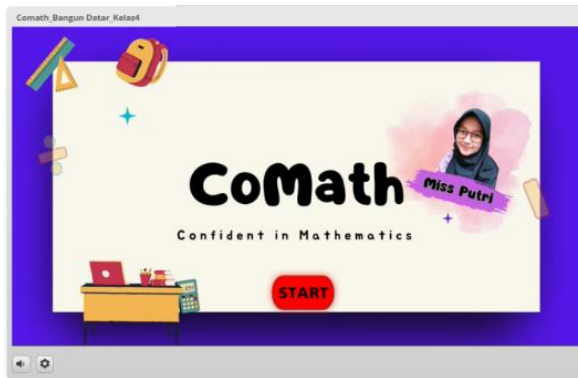 Comath_Bangun Datar_Kelas4
CoMath
Miss Putri
Confident in Mathematics
START